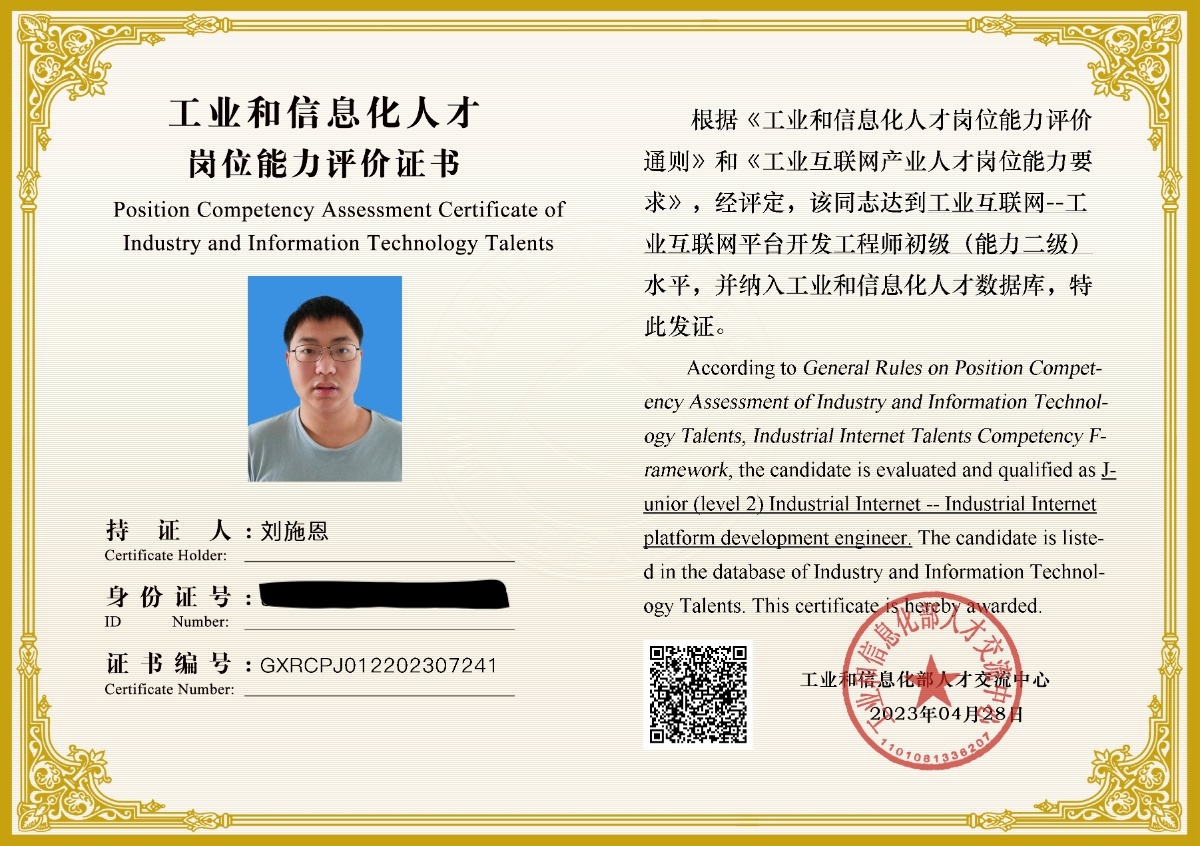 工业和信息化人才
岗位能力评价证书
Position Competency Assessment Certificate of
Industry and Information Technology Talents
持证人：刘施恩
Certificate Holder:
身份证号：
ID Number:
证书编号：GXRCPJ012202307241
Certificate Number:
根据《工业和信息化人才岗位能力评价
通则》和《工业互联网产业人才岗位能力要
求》，经评定，该同志达到工业互联网--工
业互联网平台开发工程师初级（能力二级）
水平，并纳入工业和信息化人才数据库，特
此发证。
According to General Rules on Position Compet-
ency Assessment of Industry and Information Technol-
ogy Talents, Industrial Internet Talents Competency F-
ramework, the candidate is evaluated and qualified as J-
unior (level 2) Industrial Internet -- Industrial Internet
platform development engineer. The candidate is liste-
d in the database of Industry and Information Technol-
ogy Talents. This certificate is hereby awarded.
工业和信息化部人才交流中心
2023年04月28日
工业和信息化部人才交流中心
1101081336207